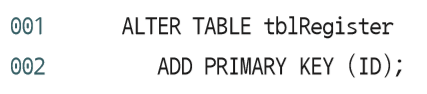 001 ALTER TABLE tblRegister
002 ADD PRIMARY KEY (ID);